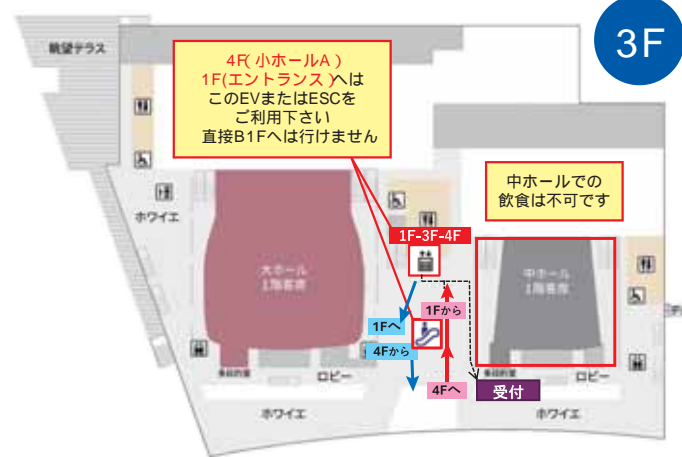 3F
眺望テラス
4F(小ホールA)
1F(エントランス)へは
このEVまたはESCを
ご利用下さい
直接B1Fへは行けません
中ホールでの
飲食は不可です
ホワイエ
1F-3F-4F
大ホール
1階客席
中ホール
1階客席
1Fから
1Fへ
4Fから
4Fへ
受付
ロビー
ロビー
ホワイエ
ホワイエ